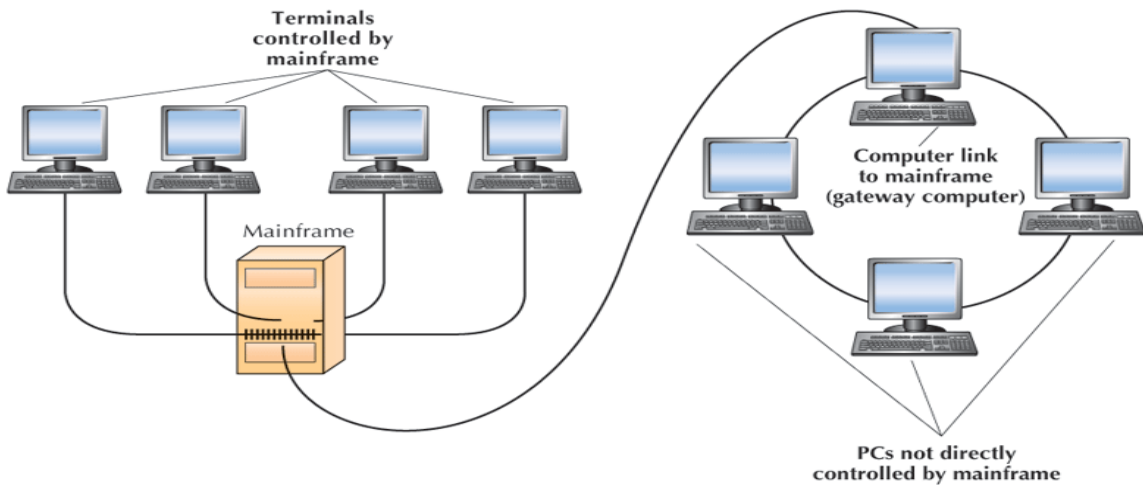 Terminals
controlled by
mainframe
Mainframe
Computer link
to mainframe
(gateway computer)
PCs not directly
controlled by mainframe